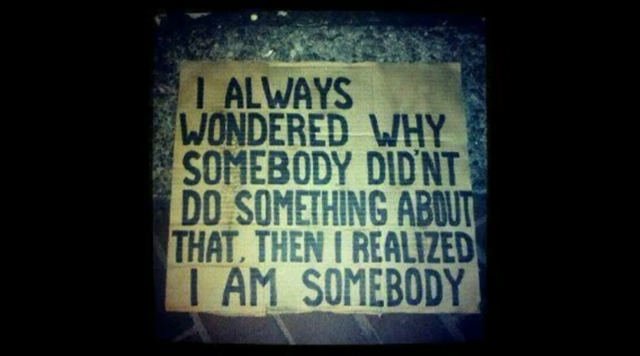 I ALWAYS
WONDERED WHY
SOMEBODY DID'NT
DO SOMETHING ABOUT
THAT, THEN I REALIZED
I AM SOMEBODY